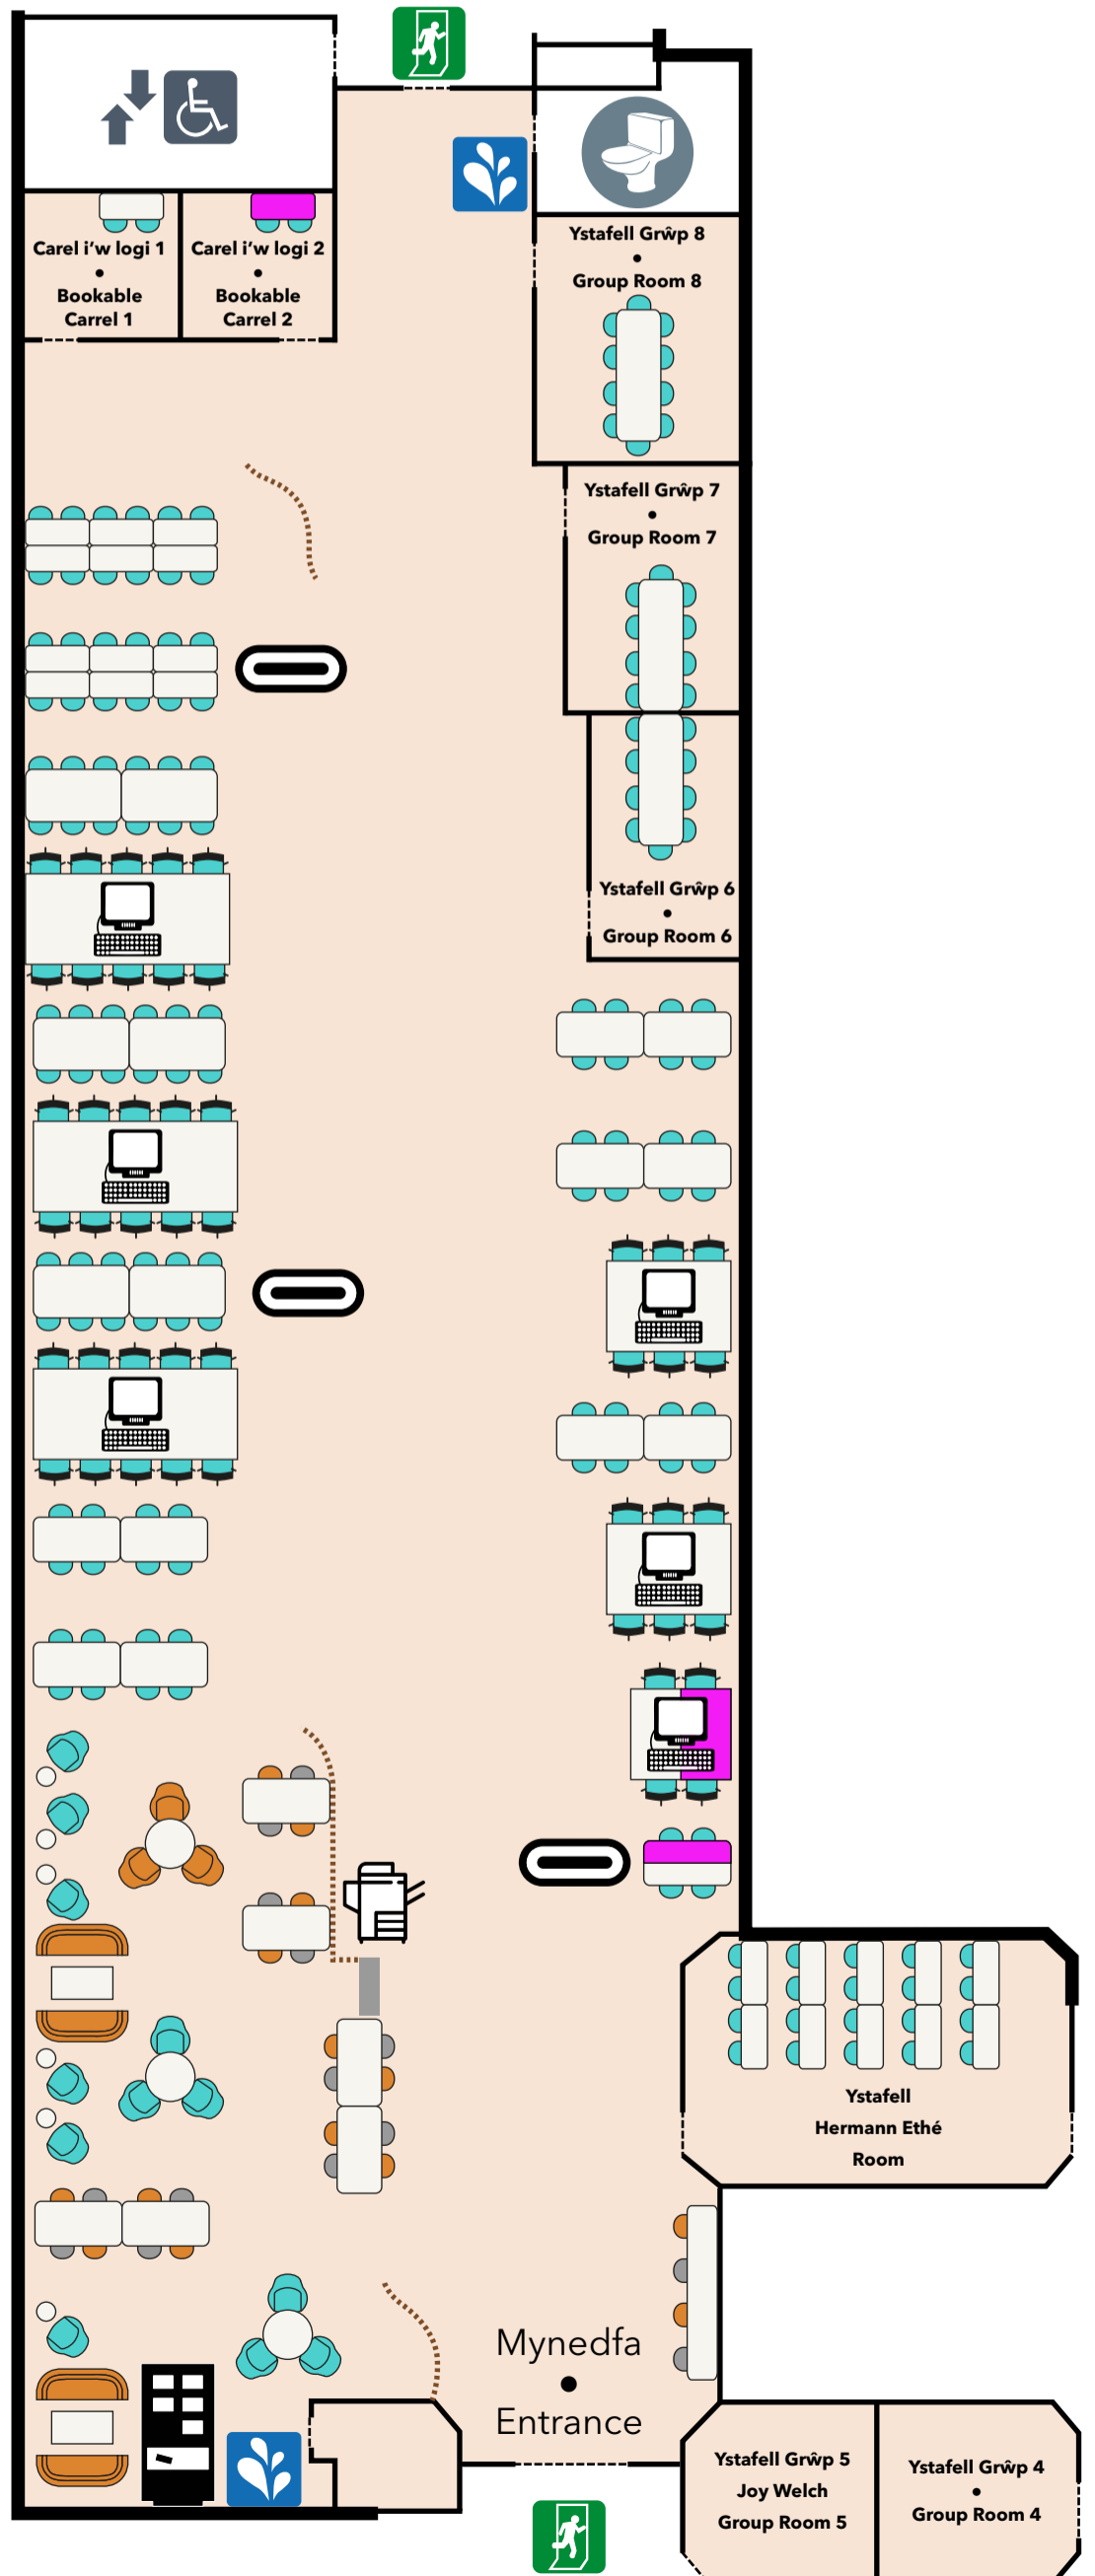 Carel i'w logi 1
•
Bookable
Carrel 1
Carel i'w logi 2
•
Bookable
Carrel 2
Ystafell Grŵp 8
•
Group Room 8
Ystafell Grŵp 7
•
Group Room 7
Ystafell Grŵp 6
•
Group Room 6
Ystafell
Hermann Ethé
Room
Mynedfa
•
Entrance
Ystafell Grŵp 5
Joy Welch
Group Room 5
Ystafell Grŵp 4
•
Group Room 4